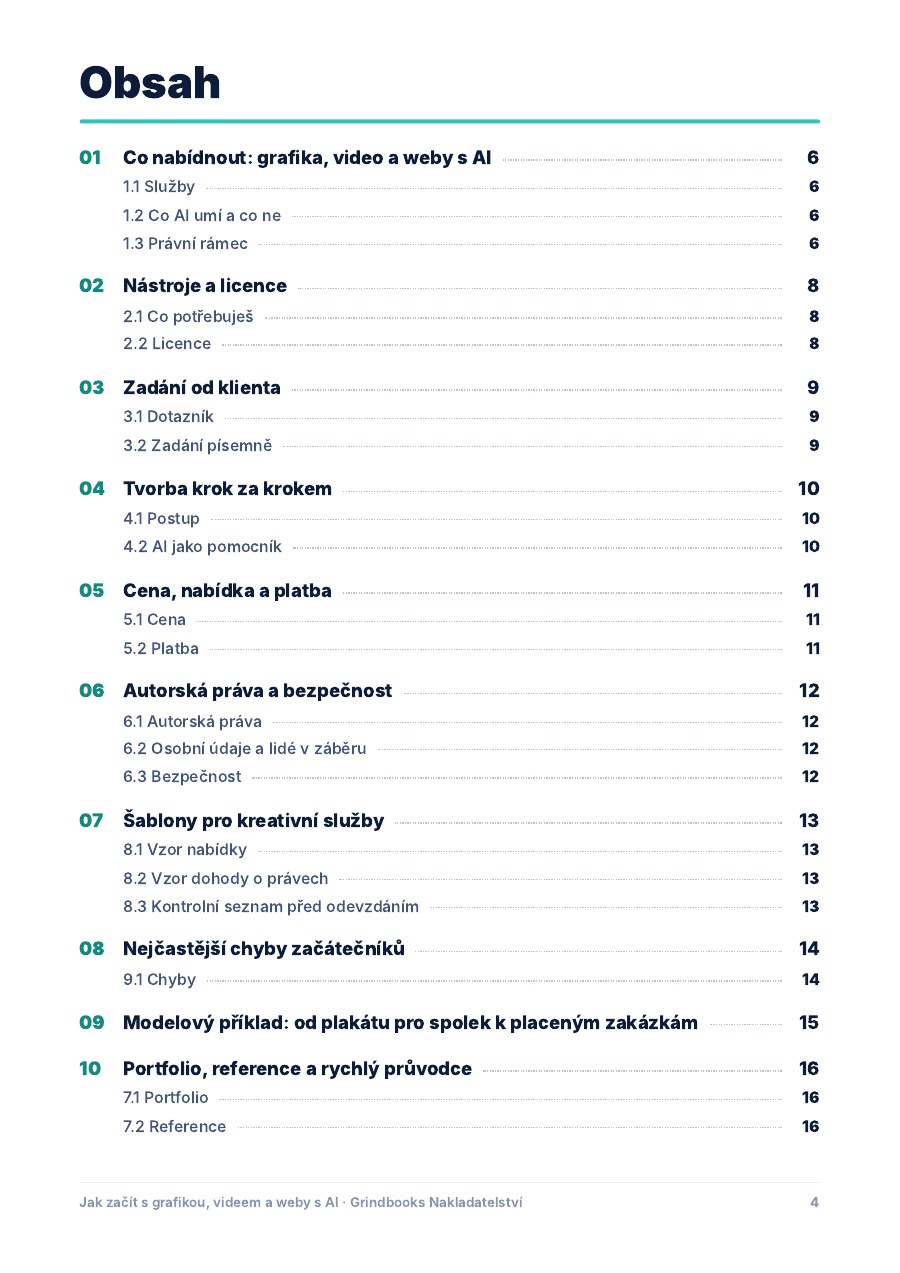 Obsah
01 Co nabídnout: grafika, video a weby s AI 6
1.1 Služby 6
1.2 Co AI umí a co ne 6
1.3 Právní rámec 6
02 Nástroje a licence 8
2.1 Co potřebuješ 8
2.2 Licence 8
03 Zadání od klienta 9
3.1 Dotazník 9
3.2 Zadání písemně 9
04 Tvorba krok za krokem 10
4.1 Postup 10
4.2 AI jako pomocník 10
05 Cena, nabídka a platba 11
5.1 Cena 11
5.2 Platba 11
06 Autorská práva a bezpečnost 12
6.1 Autorská práva 12
6.2 Osobní údaje a lidé v záběru 12
6.3 Bezpečnost 12
07 Šablony pro kreativní služby 13
8.1 Vzor nabídky 13
8.2 Vzor dohody o právech 13
8.3 Kontrolní seznam před odevzdáním 13
08 Nejčastější chyby začátečníků 14
9.1 Chyby 14
09 Modelový příklad: od plakátu pro spolek k placeným zakázkám 15
10 Portfolio, reference a rychlý průvodce 16
7.1 Portfolio 16
7.2 Reference 16
Jak začít s grafikou, videem a weby s AI · Grindbooks Nakladatelství 4